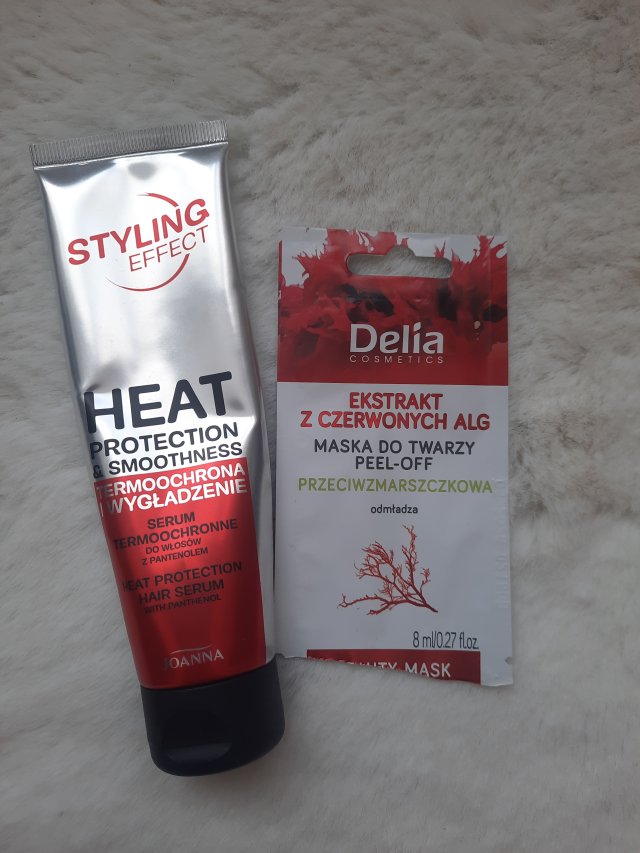 STYLING
EFFECT
HEAT
PROTECTION
& SMOOTHNESS
TERMOOCHRONA
I WYGŁADZENIE
SERUM
TERMOOCHRONNE
DO WŁOSÓW
Z PANTENOLEM
HEAT PROTECTION
HAIR SERUM
WITH PANTHENOL
JOANNA
Delia
COSMETICS
EKSTRAKT
Z CZERWONYCH ALG
MASKA DO TWARZY
PEEL-OFF
PRZECIWZMARSZCZKOWA
odmładza
8 ml/0.27 fl.oz.
MASK